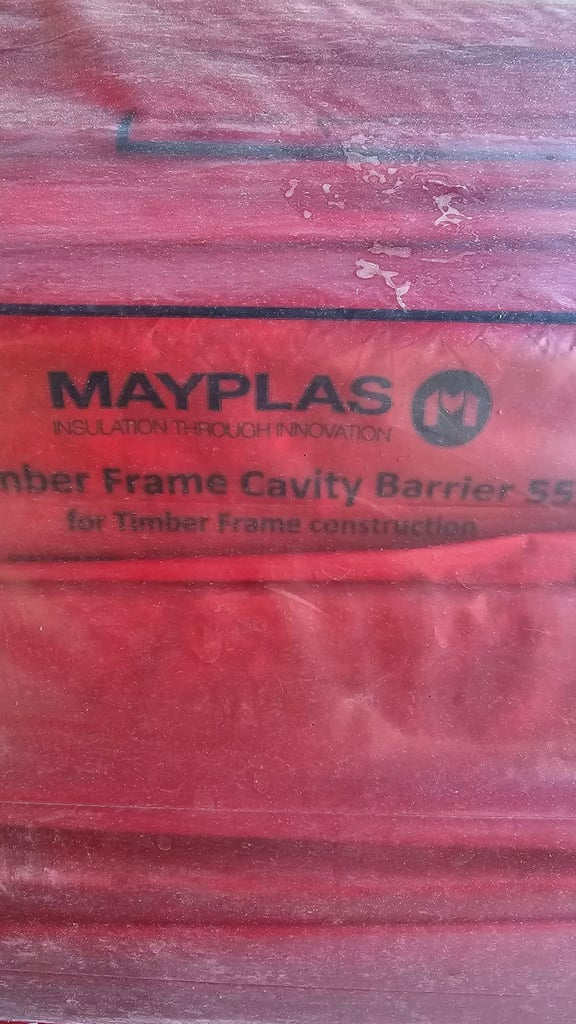 MAYPLAS M
INSULATION THROUGH INNOVATION
Frame Cavity Barrier
for Timber Frame construction